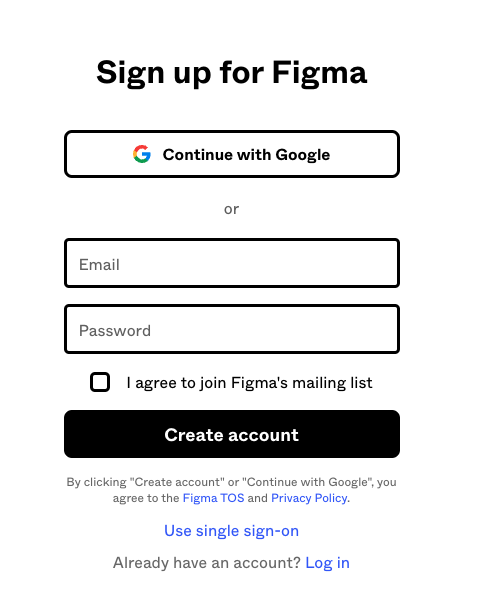 Sign up for Figma
Continue with Google
or
Email
Password
I agree to join Figma's mailing list
Create account
By clicking "Create account" or "Continue with Google", you
agree to the Figma TOS and Privacy Policy.
Use single sign-on
Already have an account? Log in